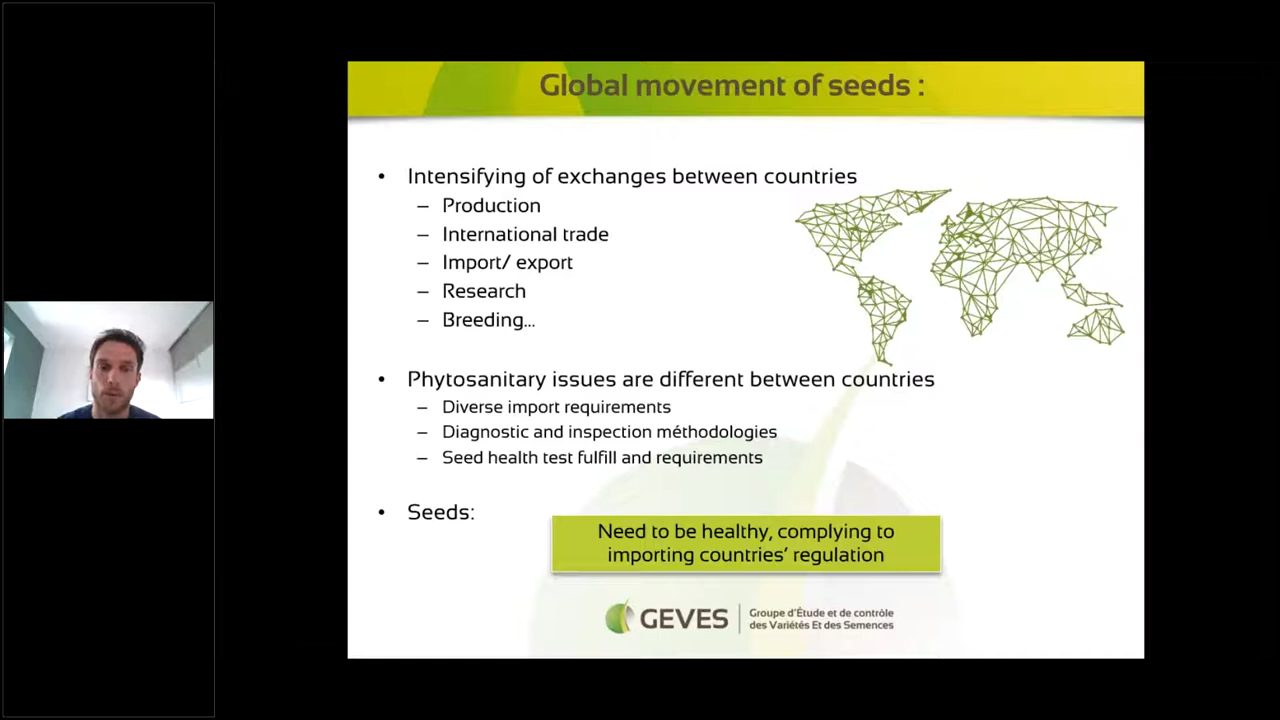 Global movement of seeds :
• Intensifying of exchanges between countries
– Production
– International trade
– Import/ export
– Research
– Breeding...
• Phytosanitary issues are different between countries
– Diverse import requirements
– Diagnostic and inspection méthodologies
– Seed health test fulfill and requirements
• Seeds:
Need to be healthy, complying to
importing countries’ regulation
GEVES
Groupe d'Étude et de contrôle
des Variétés Et des Semences